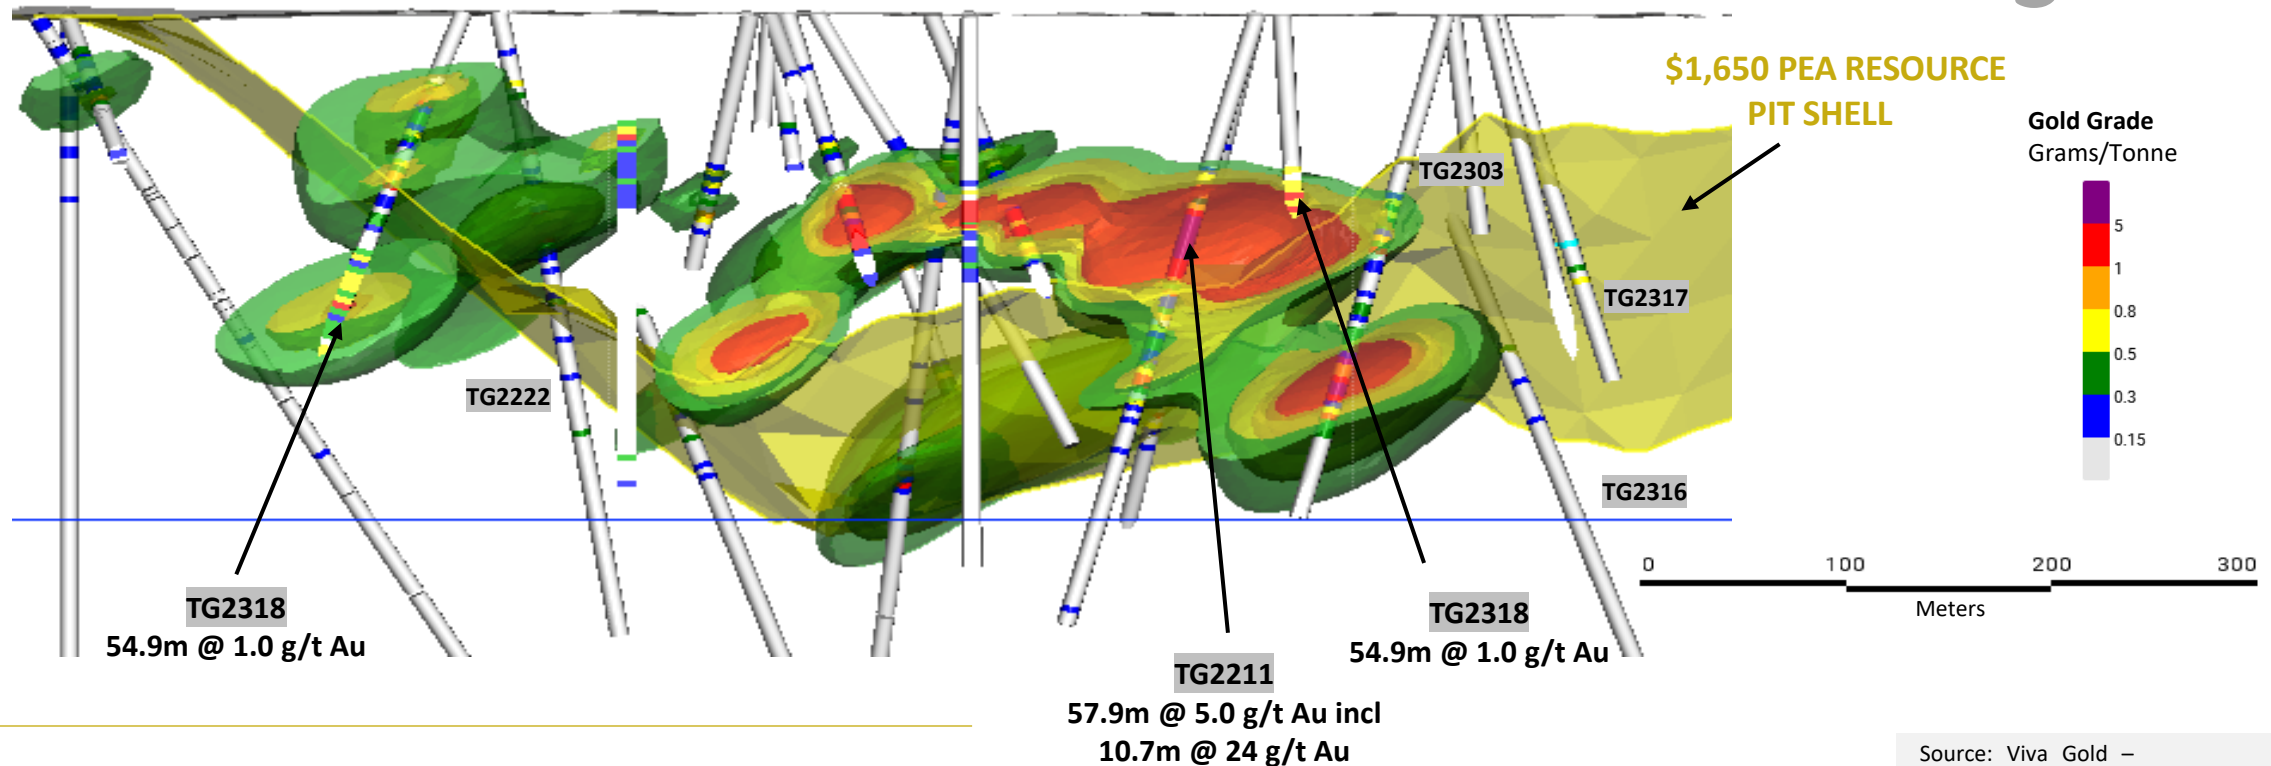 $1,650 PEA RESOURCE
PIT SHELL
Gold Grade
Grams/Tonne
5
1
0.8
0.5
0.3
0.15
TG2303
TG2317
TG2222
TG2316
0 100 200 300
Meters
TG2318
54.9m @ 1.0 g/t Au
TG2318
54.9m @ 1.0 g/t Au
TG2211
57.9m @ 5.0 g/t Au incl
10.7m @ 24 g/t Au
Source: Viva Gold –